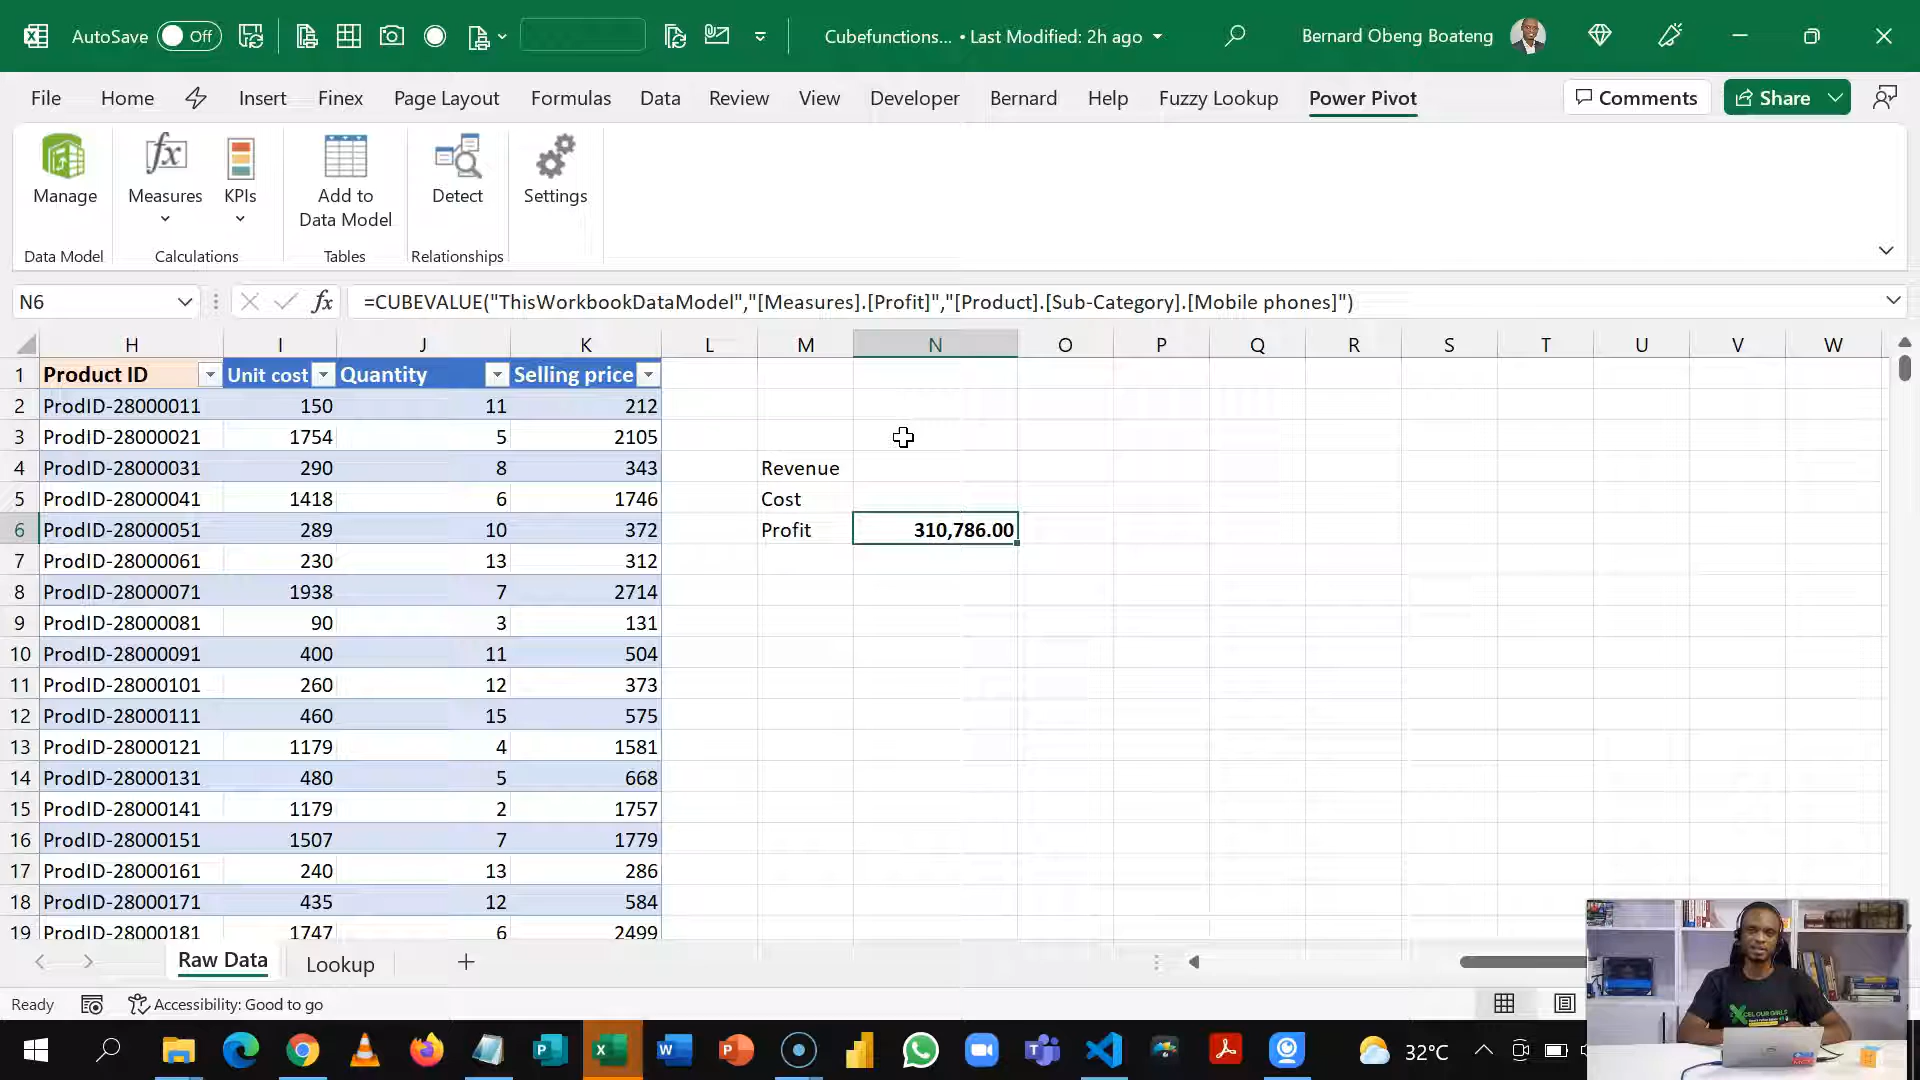 AutoSave Off Cubefunctions... • Last Modified: 2h ago Bernard Obeng Boateng
File Home Insert Finex Page Layout Formulas Data Review View Developer Bernard Help Fuzzy Lookup Power Pivot Comments Share
Manage Measures KPIs Add to Data Model Detect Settings
Data Model Calculations Tables Relationships
N6 fx =CUBEVALUE("ThisWorkbookDataModel","[Measures].[Profit]","[Product].[Sub-Category].[Mobile phones]")
H I J K L M N O P Q R S T U V W
1 Product ID Unit cost Quantity Selling price
2 ProdID-28000011 150 11 212
3 ProdID-28000021 1754 5 2105
4 ProdID-28000031 290 8 343 Revenue
5 ProdID-28000041 1418 6 1746 Cost
6 ProdID-28000051 289 10 372 Profit 310,786.00
7 ProdID-28000061 230 13 312
8 ProdID-28000071 1938 7 2714
9 ProdID-28000081 90 3 131
10 ProdID-28000091 400 11 504
11 ProdID-28000101 260 12 373
12 ProdID-28000111 460 15 575
13 ProdID-28000121 1179 4 1581
14 ProdID-28000131 480 5 668
15 ProdID-28000141 1179 2 1757
16 ProdID-28000151 1507 7 1779
17 ProdID-28000161 240 13 286
18 ProdID-28000171 435 12 584
19 ProdID-28000181 1747 6 2499
Raw Data Lookup
Ready Accessibility: Good to go
XCEL OUR GIRLS
32°C